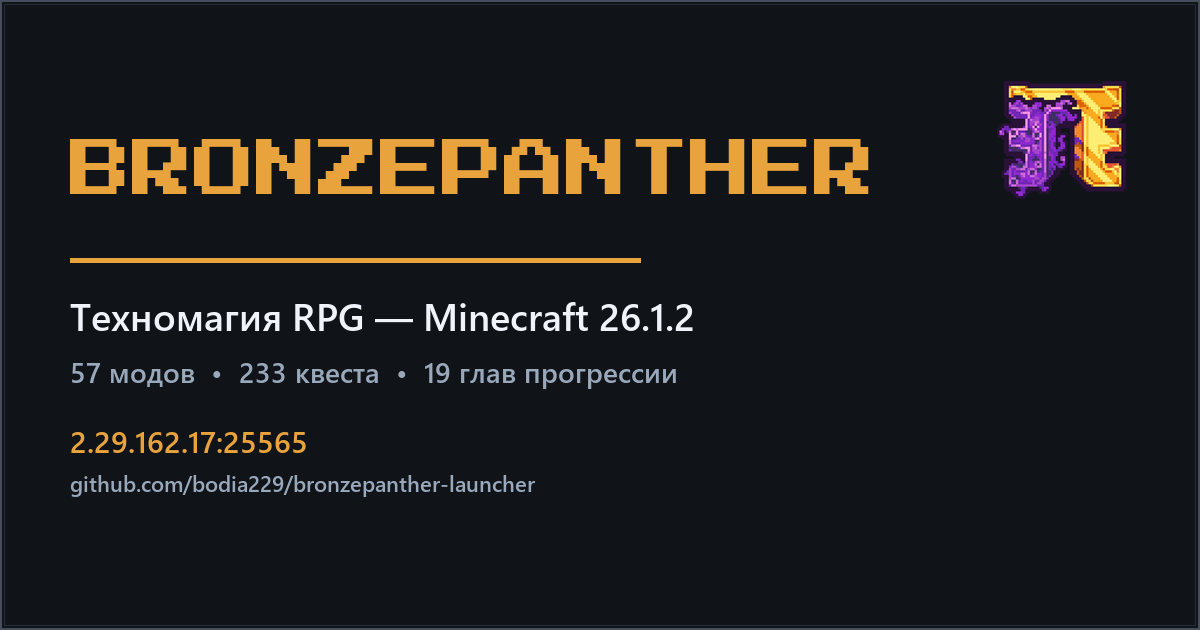 BRONZEPANTHER
Техномагия RPG — Minecraft 26.1.2
57 модов • 233 квеста • 19 глав прогрессии
2.29.162.17:25565
github.com/bodia229/bronzepanther-launcher